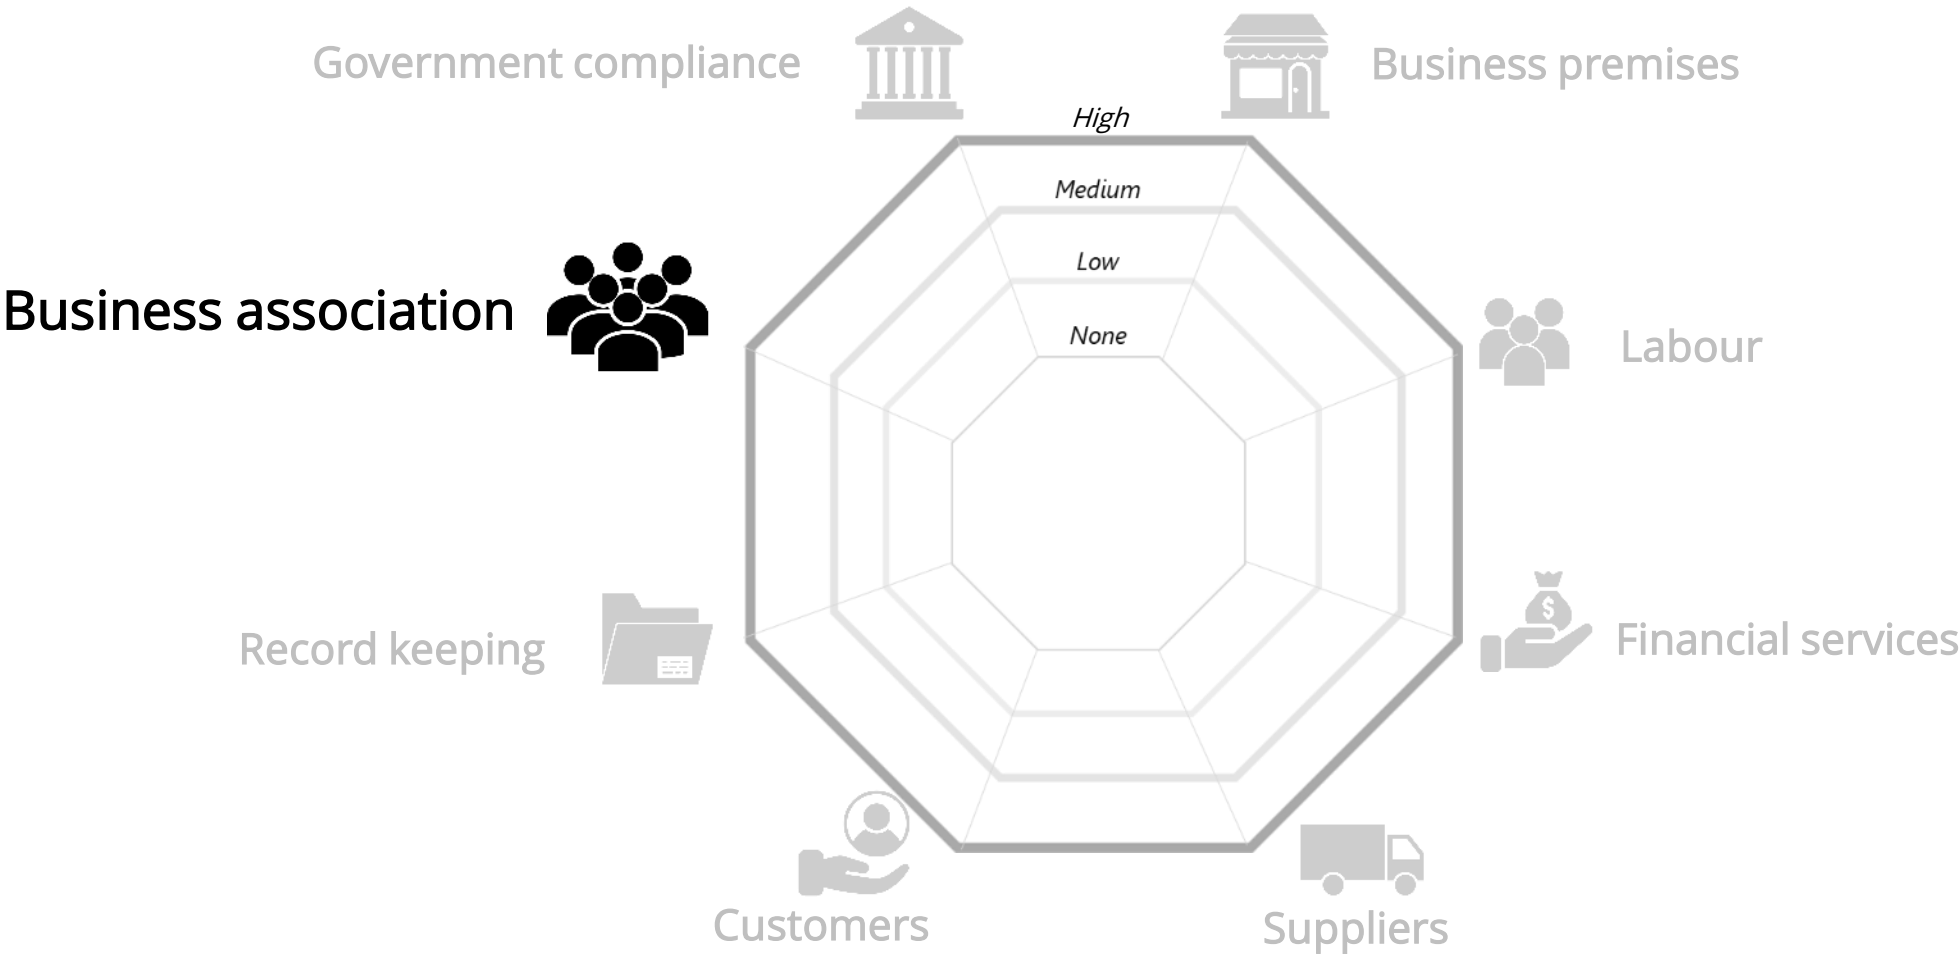 Government compliance
Business premises
High
Medium
Low
None
Business association
Labour
Record keeping
$
Financial services
Customers
Suppliers